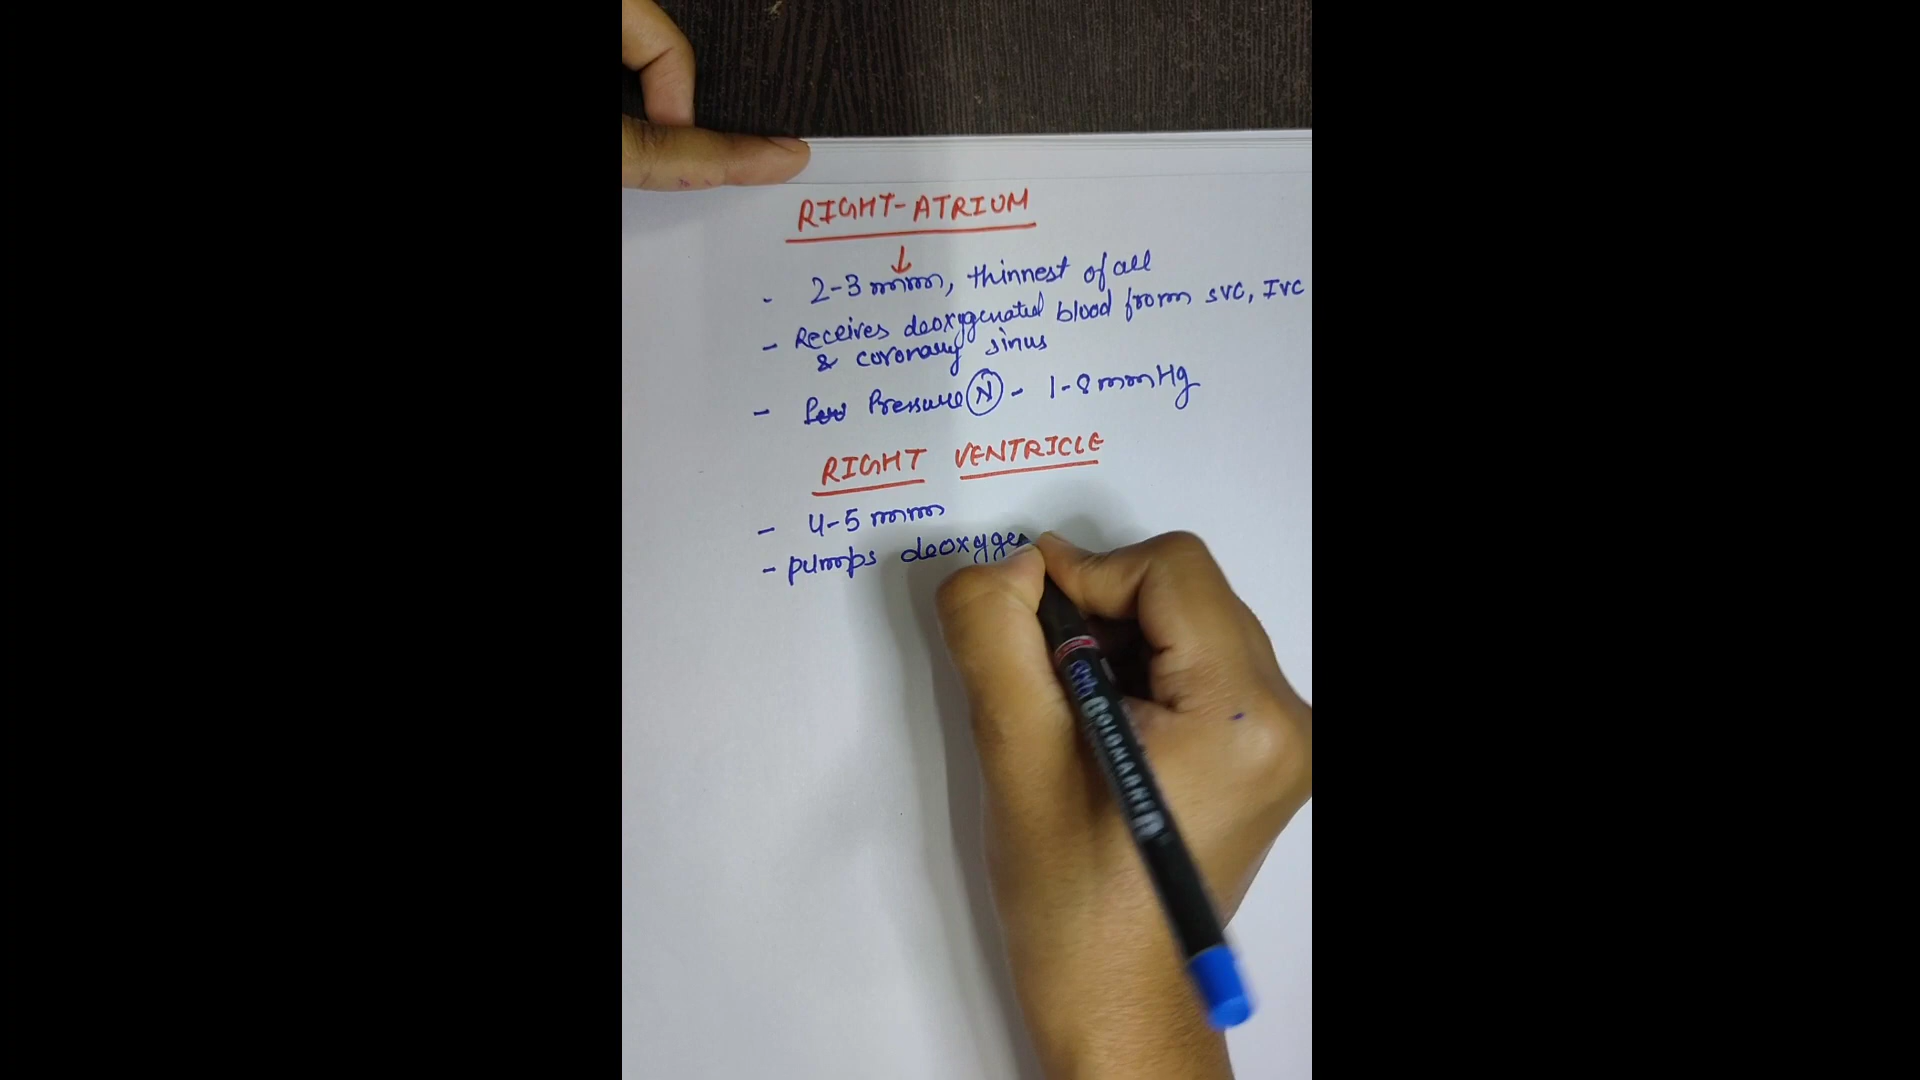 RIGHT-ATRIUM
↓
- 2-3 mm, thinnest of all
- Receives deoxygenated blood from SVC, IVC
& coronary sinus
- Pressure Ⓝ - 1-8 mmHg
RIGHT VENTRICLE
- 4-5 mm
- pumps deoxyge
GOLDMARKER